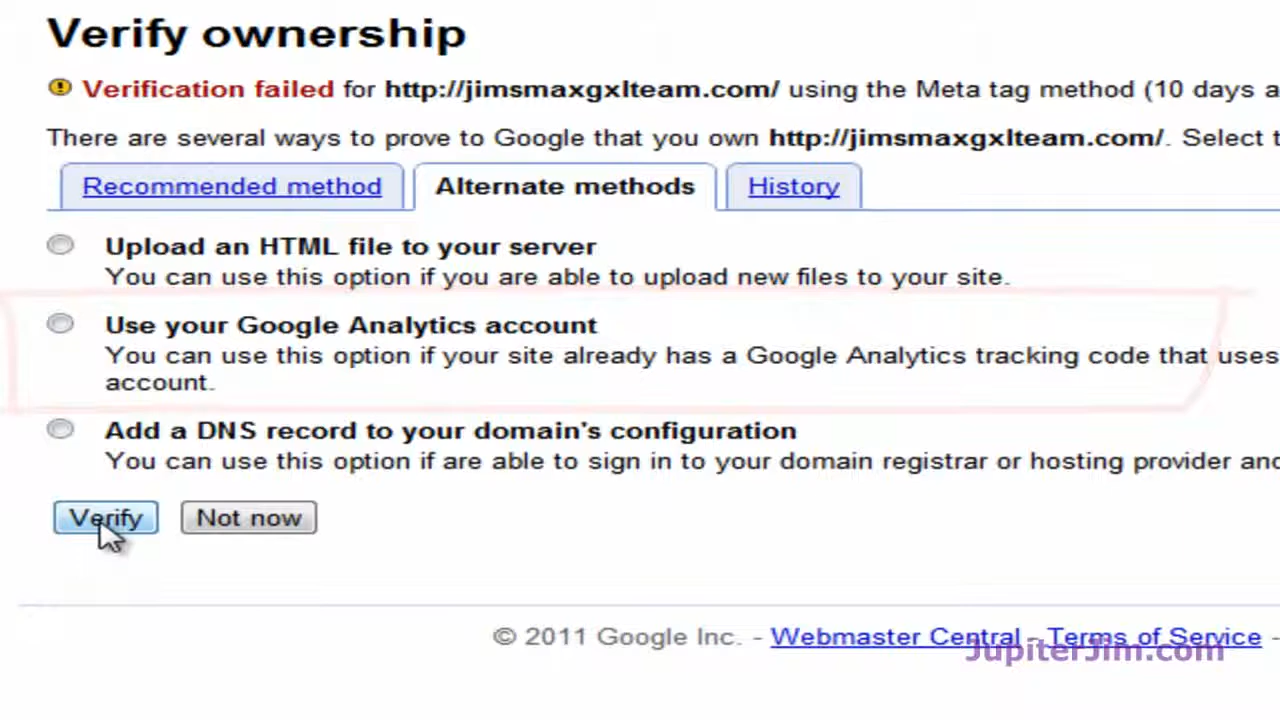 Verify ownership
Verification failed for http://jimsmaxgxlteam.com/ using the Meta tag method (10 days a
There are several ways to prove to Google that you own http://jimsmaxgxlteam.com/. Select t
Recommended method Alternate methods History
Upload an HTML file to your server
You can use this option if you are able to upload new files to your site.
Use your Google Analytics account
You can use this option if your site already has a Google Analytics tracking code that uses
account.
Add a DNS record to your domain's configuration
You can use this option if are able to sign in to your domain registrar or hosting provider and
Verify Not now
© 2011 Google Inc. - Webmaster Central - Terms of Service -
JupiterJim.com